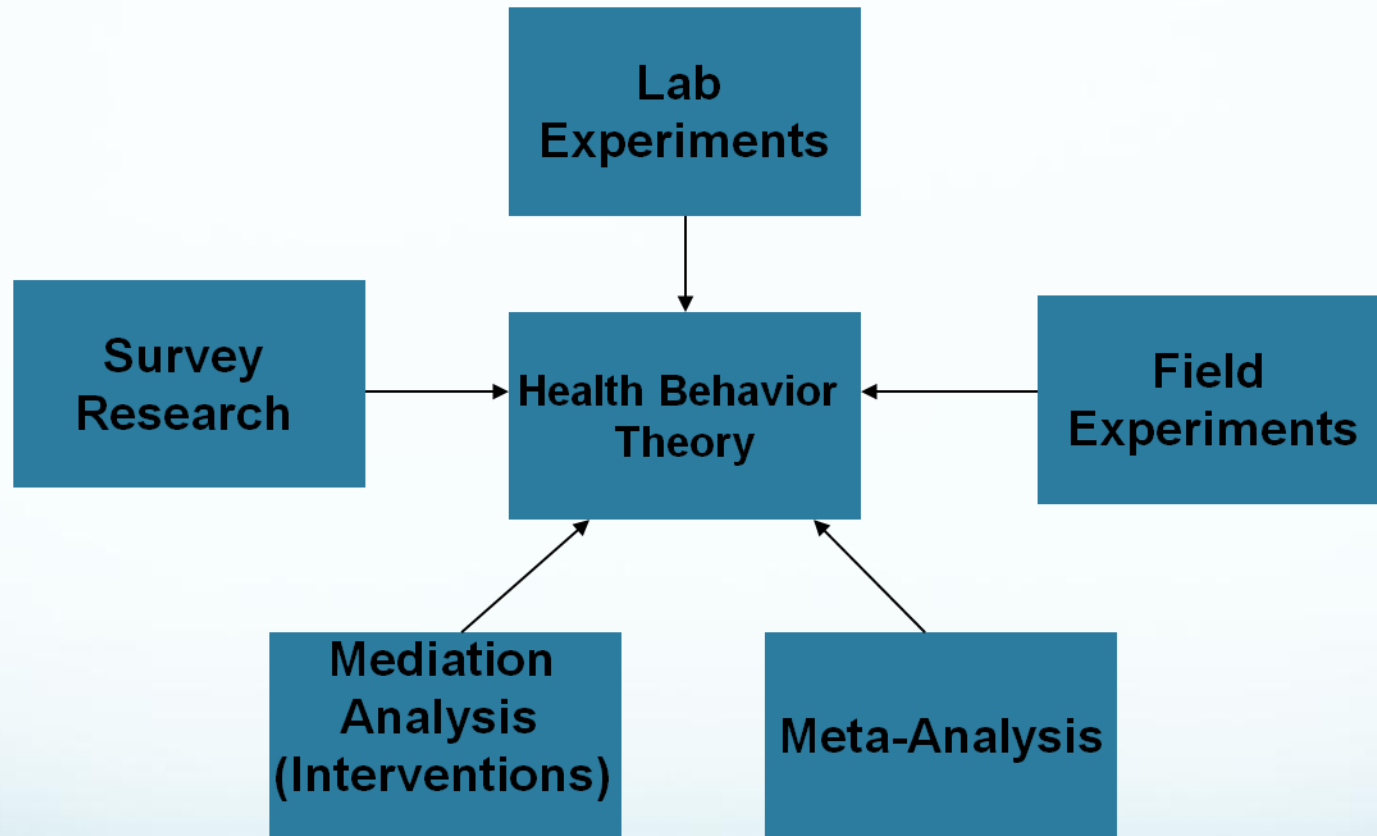 Lab
Experiments
Survey
Research
Health Behavior
Theory
Field
Experiments
Mediation
Analysis
(Interventions)
Meta-Analysis